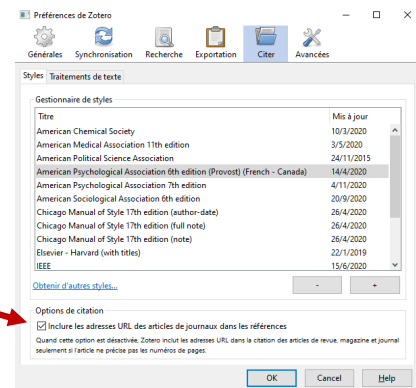 Préférences de Zotero
Générales Synchronisation Recherche Exportation Citer Avancées
Styles Traitements de texte
Gestionnaire de styles
Titre Mis à jour
American Chemical Society 10/3/2020
American Medical Association 11th edition 3/5/2020
American Political Science Association 24/11/2015
American Psychological Association 6th edition (Provost) (French - Canada) 14/4/2020
American Psychological Association 7th edition 4/11/2020
American Sociological Association 6th edition 20/9/2020
Chicago Manual of Style 17th edition (author-date) 26/4/2020
Chicago Manual of Style 17th edition (full note) 26/4/2020
Chicago Manual of Style 17th edition (note) 26/4/2020
Elsevier - Harvard (with titles) 22/1/2019
IEEE 15/6/2020
Obtenir d'autres styles... - +
Options de citation
Inclure les adresses URL des articles de journaux dans les références
Quand cette option est désactivée, Zotero inclut les adresses URL dans la citation des articles de revue, magazine et journal
seulement si l'article ne précise pas les numéros de pages.
OK Cancel Help